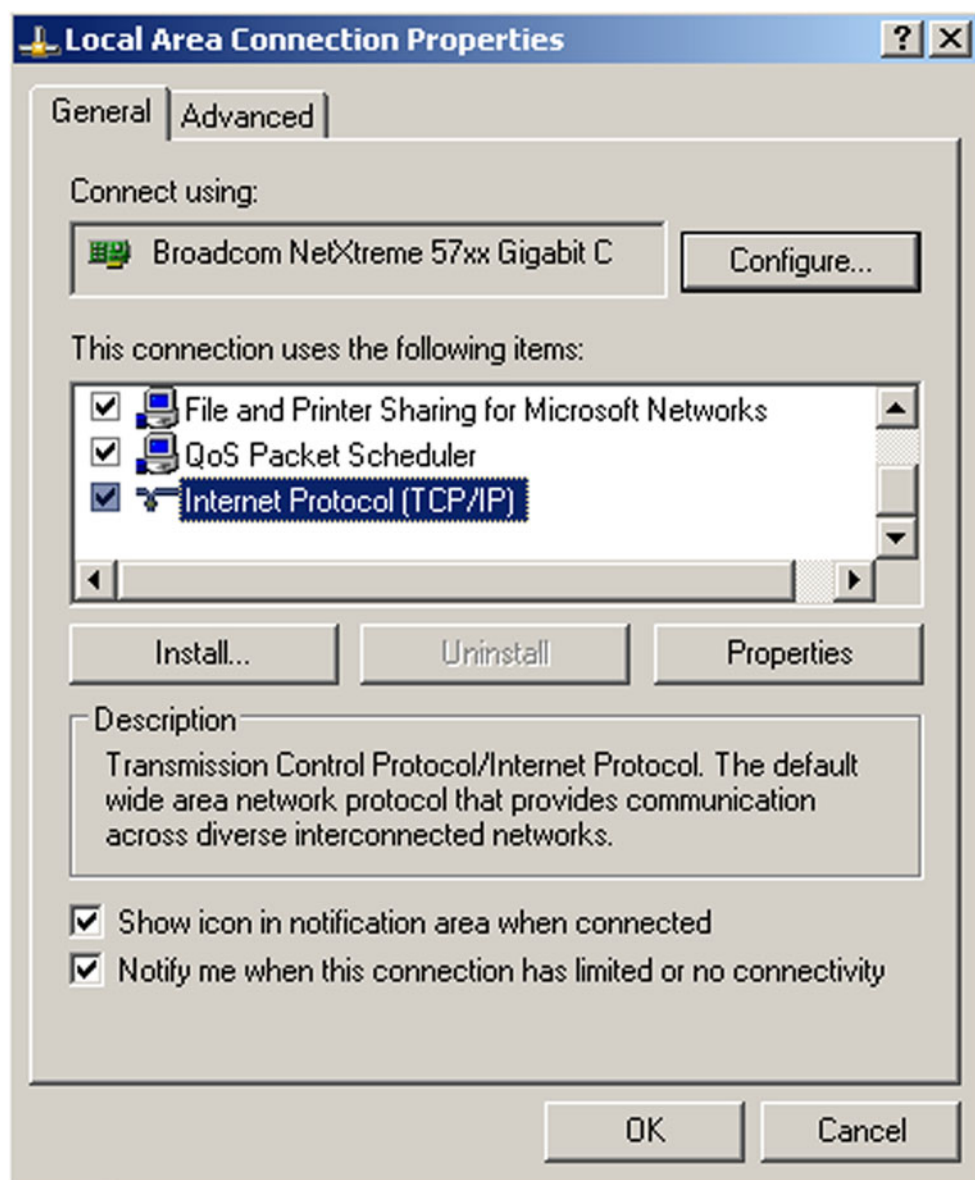 Local Area Connection Properties
General
Advanced
Connect using:
Broadcom NetXtreme 57xx Gigabit C
Configure...
This connection uses the following items:
File and Printer Sharing for Microsoft Networks
QoS Packet Scheduler
Internet Protocol (TCP/IP)
Install...
Uninstall
Properties
Description
Transmission Control Protocol/Internet Protocol. The default
wide area network protocol that provides communication
across diverse interconnected networks.
Show icon in notification area when connected
Notify me when this connection has limited or no connectivity
OK
Cancel